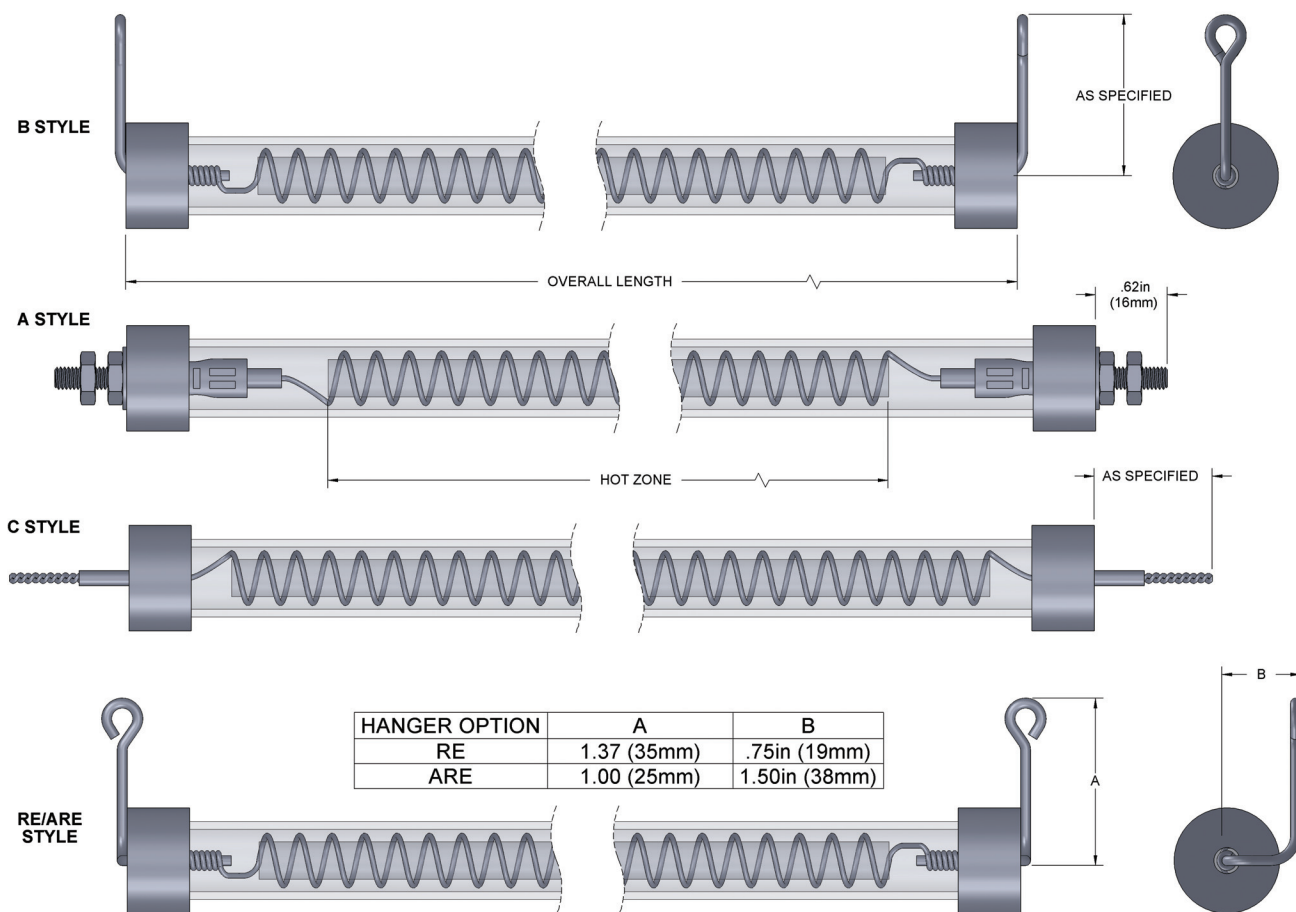 AS SPECIFIED
B STYLE
OVERALL LENGTH
.62in
(16mm)
A STYLE
HOT ZONE
AS SPECIFIED
C STYLE
B
HANGER OPTION A B
RE 1.37 (35mm) .75in (19mm)
ARE 1.00 (25mm) 1.50in (38mm)
A
RE/ARE
STYLE